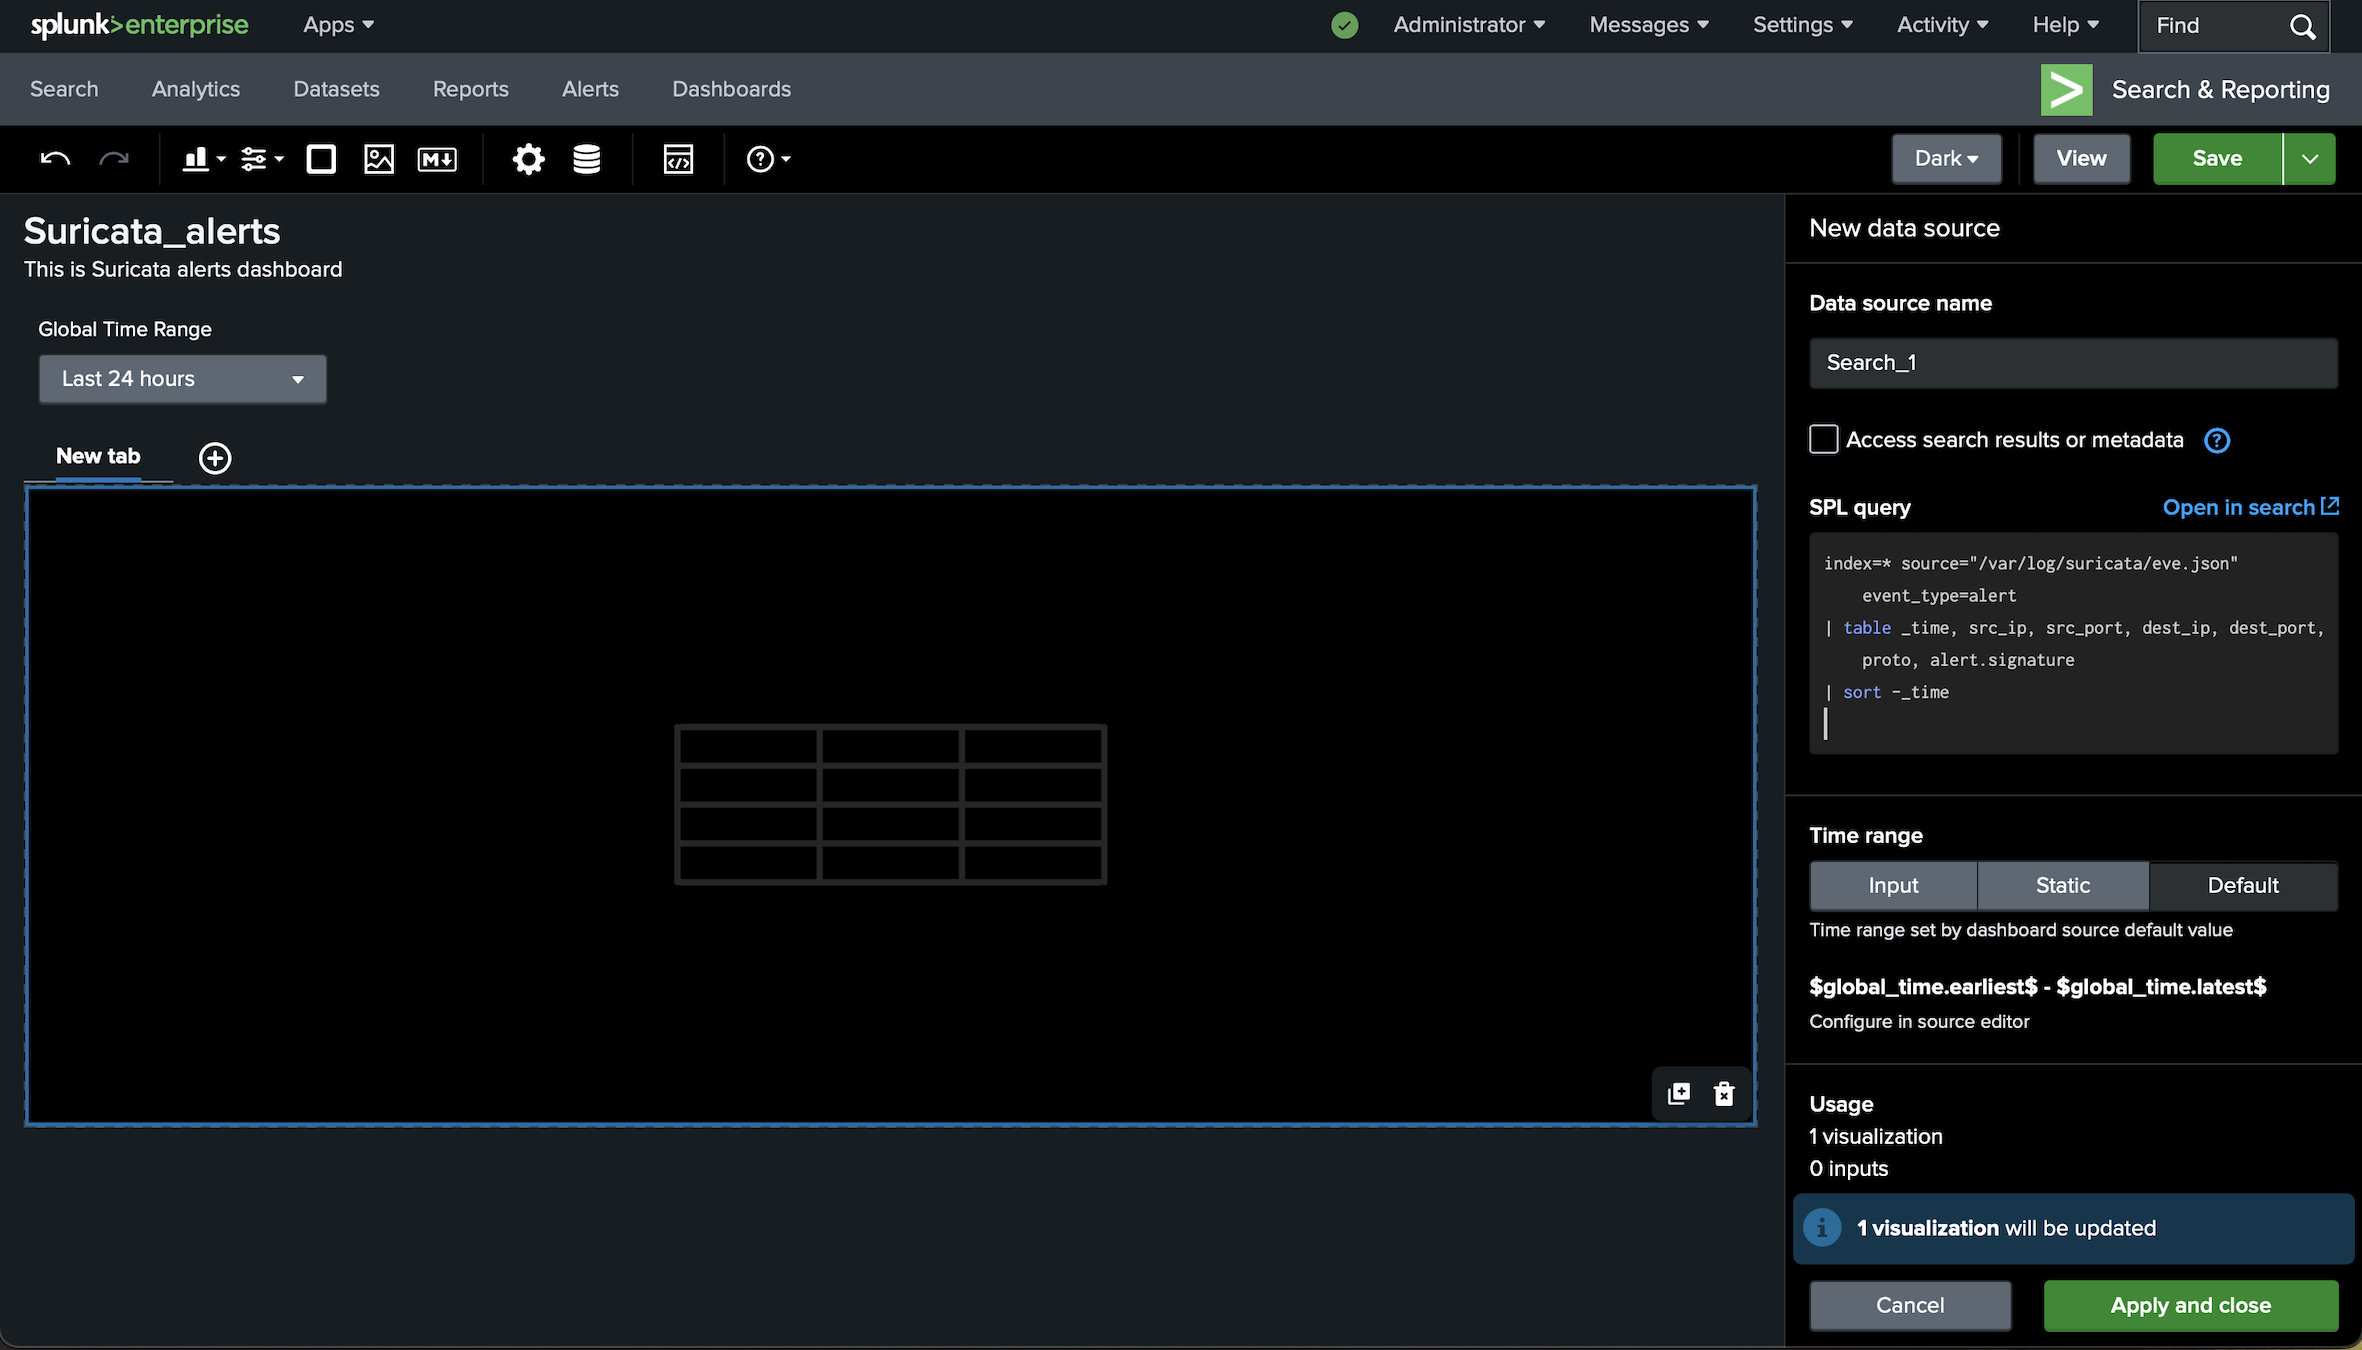 splunk>enterprise
Apps
Administrator
Messages
Settings
Activity
Help
Find
Search
Analytics
Datasets
Reports
Alerts
Dashboards
Search & Reporting
M
Dark
View
Save
Suricata_alerts
This is Suricata alerts dashboard
Global Time Range
Last 24 hours
New tab
New data source
Data source name
Search_1
Access search results or metadata
SPL query
Open in search
index=* source="/var/log/suricata/eve.json"
event_type=alert
| table _time, src_ip, src_port, dest_ip, dest_port,
proto, alert.signature
| sort -_time
Time range
Input
Static
Default
Time range set by dashboard source default value
$global_time.earliest$ - $global_time.latest$
Configure in source editor
Usage
1 visualization
0 inputs
1 visualization will be updated
Cancel
Apply and close